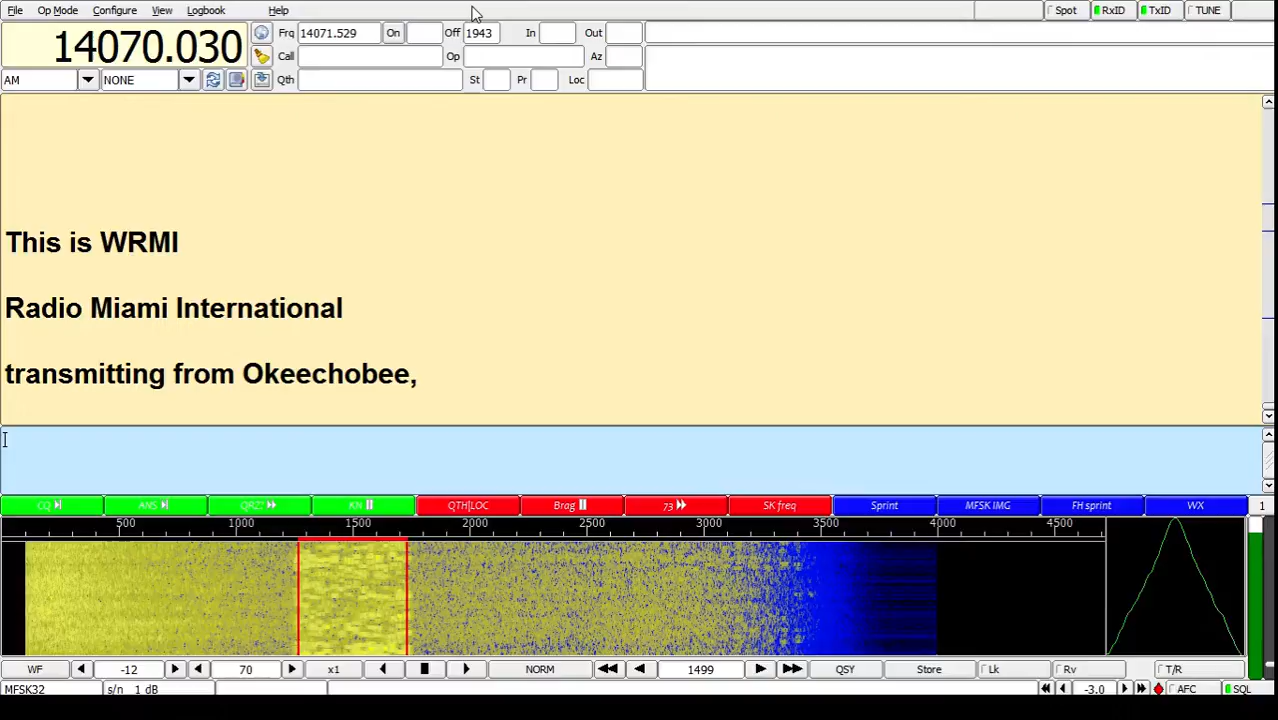 File Op Mode Configure View Logbook Help Spot RxID TxID TUNE
14070.030 Frq 14071.529 On Off 1943 In Out
Call Op Az
AM NONE Qth St Pr Loc
This is WRMI
Radio Miami International
transmitting from Okeechobee,
CQ ANS QRZ? KN QTH|LOC Brag 73 SK freq Sprint MFSK IMG FH sprint WX 1
500 1000 1500 2000 2500 3000 3500 4000 4500
WF -12 70 x1 NORM 1499 QSY Store Lk Rv T/R
MFSK32 s/n 1 dB -3.0 AFC SQL